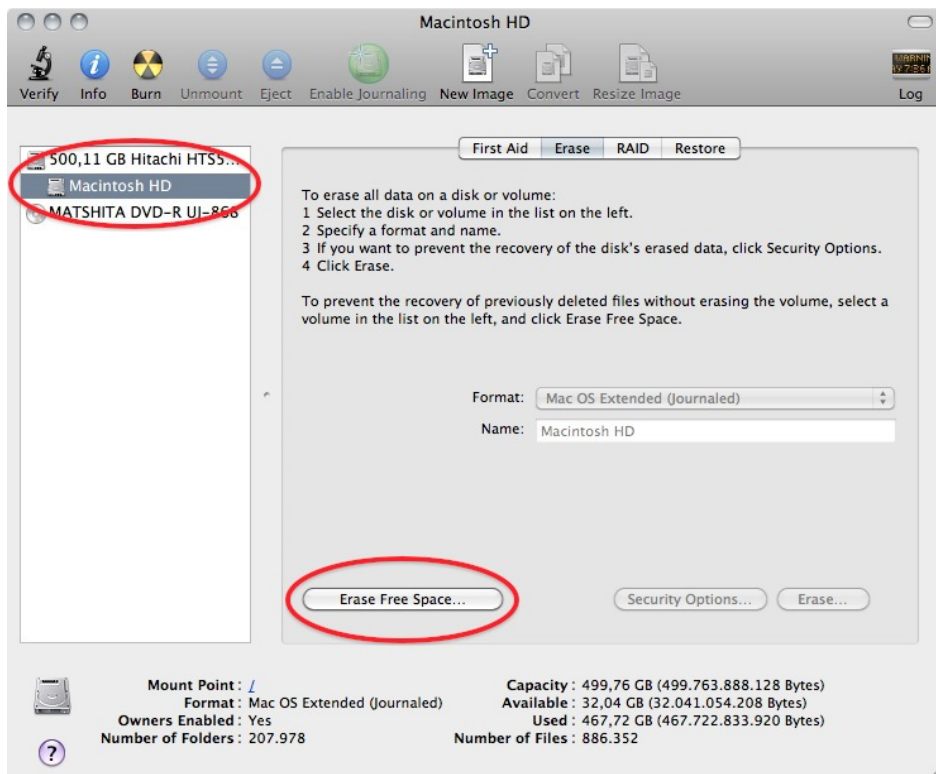 Macintosh HD
Verify Info Burn Unmount Eject Enable Journaling New Image Convert Resize Image Log
500,11 GB Hitachi HTS5...
Macintosh HD
MATSHITA DVD-R UJ-868
First Aid Erase RAID Restore
To erase all data on a disk or volume:
1 Select the disk or volume in the list on the left.
2 Specify a format and name.
3 If you want to prevent the recovery of the disk's erased data, click Security Options.
4 Click Erase.
To prevent the recovery of previously deleted files without erasing the volume, select a
volume in the list on the left, and click Erase Free Space.
Format: Mac OS Extended (Journaled)
Name: Macintosh HD
Erase Free Space... Security Options... Erase...
Mount Point : / Capacity : 499,76 GB (499.763.888.128 Bytes)
Format : Mac OS Extended (Journaled) Available : 32,04 GB (32.041.054.208 Bytes)
Owners Enabled : Yes Used : 467,72 GB (467.722.833.920 Bytes)
Number of Folders : 207.978 Number of Files : 886.352
?